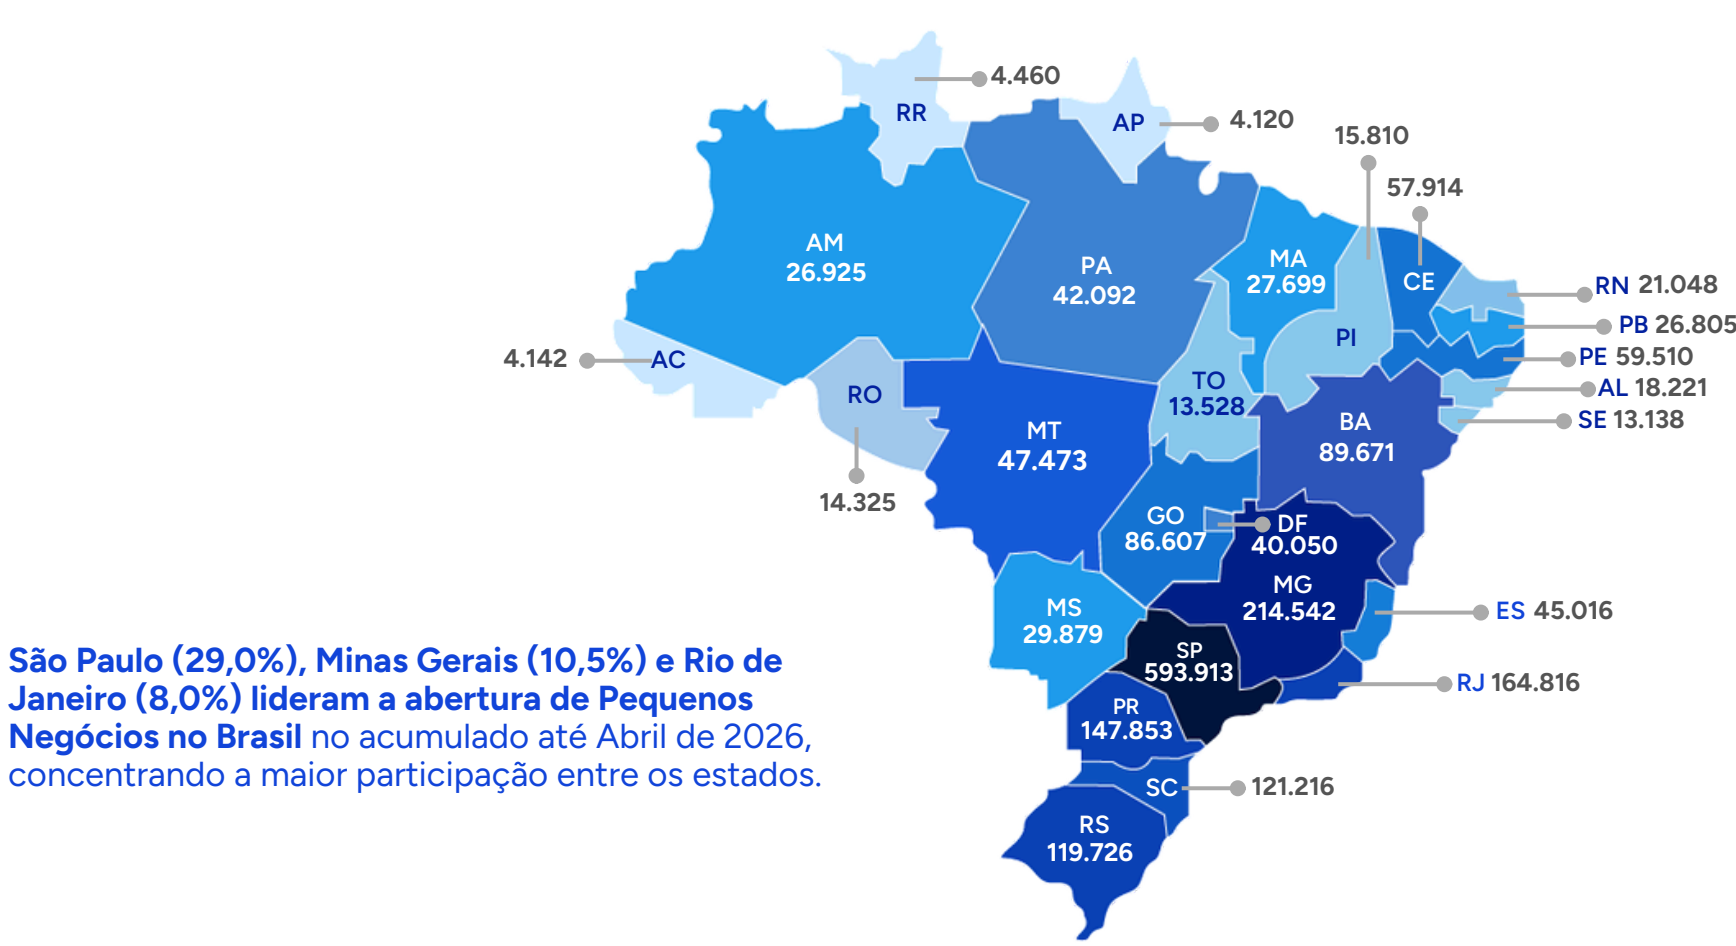 4.460
RR
AP
4.120
15.810
57.914
AM
26.925
PA
42.092
MA
27.699
CE
RN 21.048
PB 26.805
PI
PE 59.510
4.142
AC
RO
TO
13.528
AL 18.221
SE 13.138
MT
47.473
BA
89.671
14.325
GO
86.607
DF
40.050
MG
214.542
MS
29.879
ES 45.016
SP
593.913
RJ 164.816
PR
147.853
SC
121.216
RS
119.726
São Paulo (29,0%), Minas Gerais (10,5%) e Rio de
Janeiro (8,0%) lideram a abertura de Pequenos
Negócios no Brasil no acumulado até Abril de 2026,
concentrando a maior participação entre os estados.